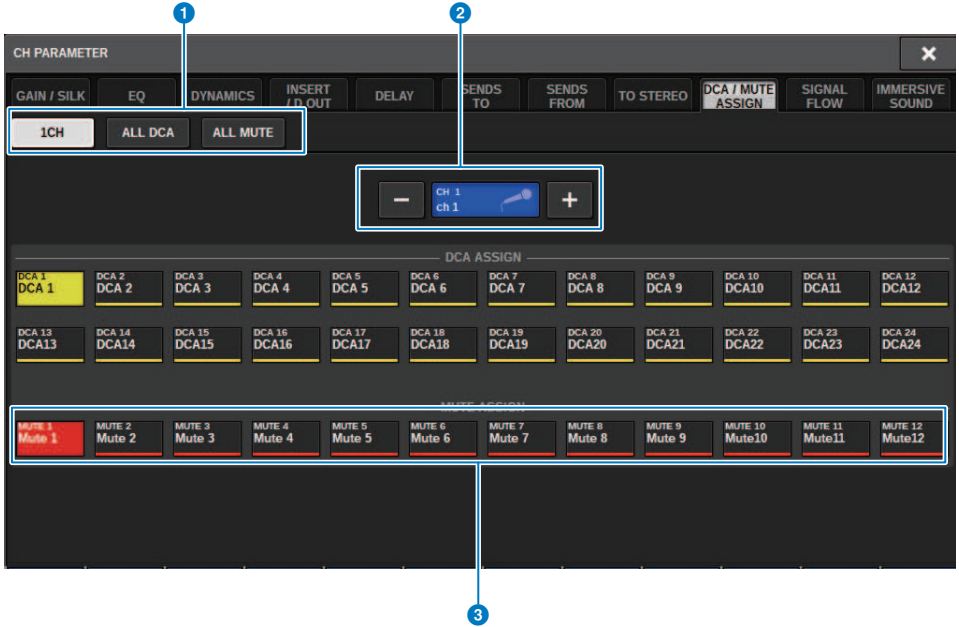 1
2
CH PARAMETER
GAIN / SILK
EQ
DYNAMICS
INSERT
/ D.OUT
DELAY
SENDS
TO
SENDS
FROM
TO STEREO
DCA / MUTE
ASSIGN
SIGNAL
FLOW
IMMERSIVE
SOUND
1CH
ALL DCA
ALL MUTE
CH 1
ch 1
DCA ASSIGN
DCA 1
DCA 1
DCA 2
DCA 2
DCA 3
DCA 3
DCA 4
DCA 4
DCA 5
DCA 5
DCA 6
DCA 6
DCA 7
DCA 7
DCA 8
DCA 8
DCA 9
DCA 9
DCA 10
DCA10
DCA 11
DCA11
DCA 12
DCA12
DCA 13
DCA13
DCA 14
DCA14
DCA 15
DCA15
DCA 16
DCA16
DCA 17
DCA17
DCA 18
DCA18
DCA 19
DCA19
DCA 20
DCA20
DCA 21
DCA21
DCA 22
DCA22
DCA 23
DCA23
DCA 24
DCA24
MUTE ASSIGN
MUTE 1
Mute 1
MUTE 2
Mute 2
MUTE 3
Mute 3
MUTE 4
Mute 4
MUTE 5
Mute 5
MUTE 6
Mute 6
MUTE 7
Mute 7
MUTE 8
Mute 8
MUTE 9
Mute 9
MUTE 10
Mute10
MUTE 11
Mute11
MUTE 12
Mute12
3